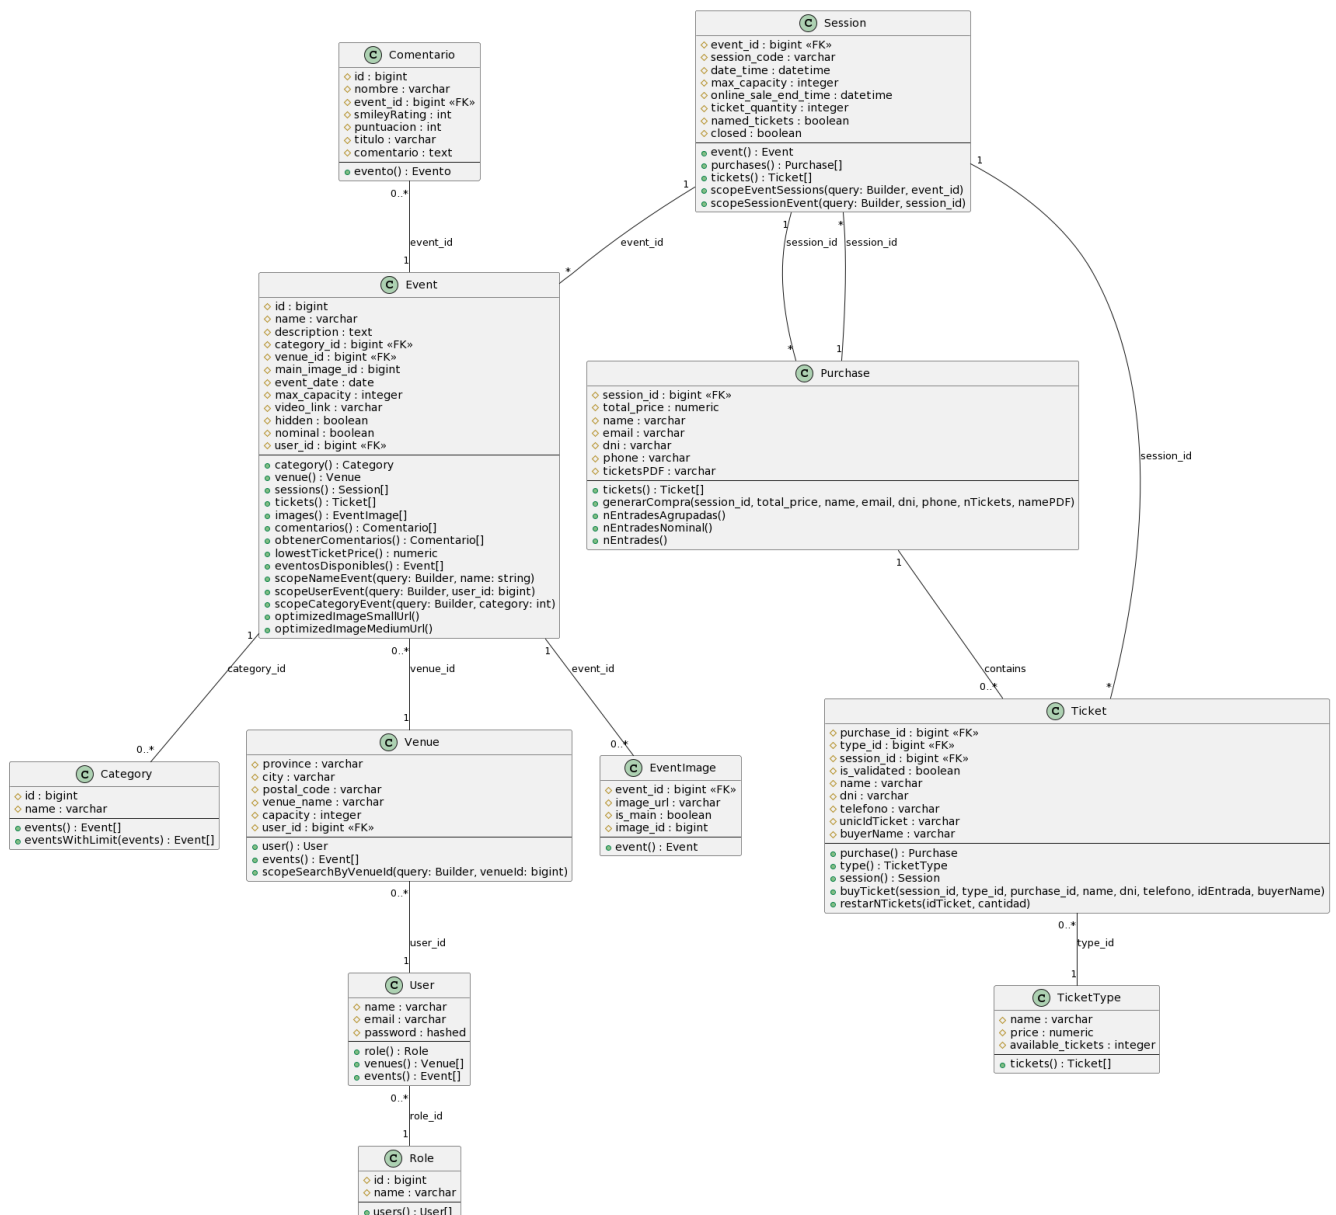 Session
event_id : bigint «FK»
session_code : varchar
date_time : datetime
max_capacity : integer
online_sale_end_time : datetime
ticket_quantity : integer
named_tickets : boolean
closed : boolean
event() : Event
purchases() : Purchase[]
tickets() : Ticket[]
scopeEventSessions(query: Builder, event_id)
scopeSessionEvent(query: Builder, session_id)
Comentario
id : bigint
nombre : varchar
event_id : bigint «FK»
smileyRating : int
puntuacion : int
titulo : varchar
comentario : text
evento() : Evento
0..*
event_id
1
1
event_id
*
1
session_id
*
*
session_id
1
1
session_id
*
Event
id : bigint
name : varchar
description : text
category_id : bigint «FK»
venue_id : bigint «FK»
main_image_id : bigint
event_date : date
max_capacity : integer
video_link : varchar
hidden : boolean
nominal : boolean
user_id : bigint «FK»
category() : Category
venue() : Venue
sessions() : Session[]
tickets() : Ticket[]
images() : EventImage[]
comentarios() : Comentario[]
obtenerComentarios() : Comentario[]
lowestTicketPrice() : numeric
eventosDisponibles() : Event[]
scopeNameEvent(query: Builder, name: string)
scopeUserEvent(query: Builder, user_id: bigint)
scopeCategoryEvent(query: Builder, category: int)
optimizedImageSmallUrl()
optimizedImageMediumUrl()
Purchase
session_id : bigint «FK»
total_price : numeric
name : varchar
email : varchar
dni : varchar
phone : varchar
ticketsPDF : varchar
tickets() : Ticket[]
generarCompra(session_id, total_price, name, email, dni, phone, nTickets, namePDF)
nEntradesAgrupadas()
nEntradesNominal()
nEntrades()
1
contains
0..*
1
category_id
0..*
0..*
venue_id
1
1
event_id
0..*
Category
id : bigint
name : varchar
events() : Event[]
eventsWithLimit(events) : Event[]
Venue
province : varchar
city : varchar
postal_code : varchar
venue_name : varchar
capacity : integer
user_id : bigint «FK»
user() : User
events() : Event[]
scopeSearchByVenueId(query: Builder, venueId: bigint)
EventImage
event_id : bigint «FK»
image_url : varchar
is_main : boolean
image_id : bigint
event() : Event
Ticket
purchase_id : bigint «FK»
type_id : bigint «FK»
session_id : bigint «FK»
is_validated : boolean
name : varchar
dni : varchar
telefono : varchar
unicIdTicket : varchar
buyerName : varchar
purchase() : Purchase
type() : TicketType
session() : Session
buyTicket(session_id, type_id, purchase_id, name, dni, telefono, idEntrada, buyerName)
restarNTickets(idTicket, cantidad)
0..*
user_id
1
0..*
type_id
1
User
name : varchar
email : varchar
password : hashed
role() : Role
venues() : Venue[]
events() : Event[]
TicketType
name : varchar
price : numeric
available_tickets : integer
tickets() : Ticket[]
0..*
role_id
1
Role
id : bigint
name : varchar
users() : User[]